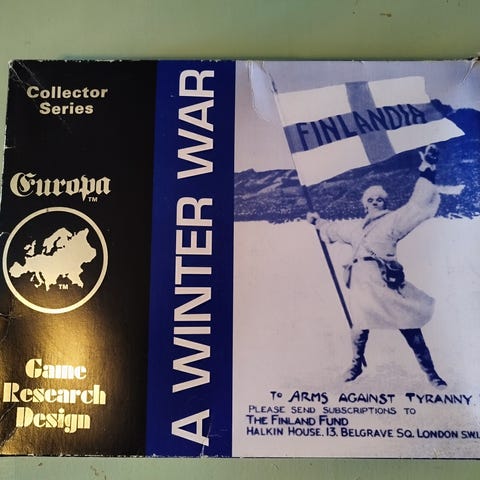 Collector
Series
Europa
TM
TM
Game
Research
Design
A WINTER WAR
FINLANDIA
TO ARMS AGAINST TYRANNY.
PLEASE SEND SUBSCRIPTIONS TO
THE FINLAND FUND
HALKIN HOUSE, 13, BELGRAVE SQ. LONDON SW1.